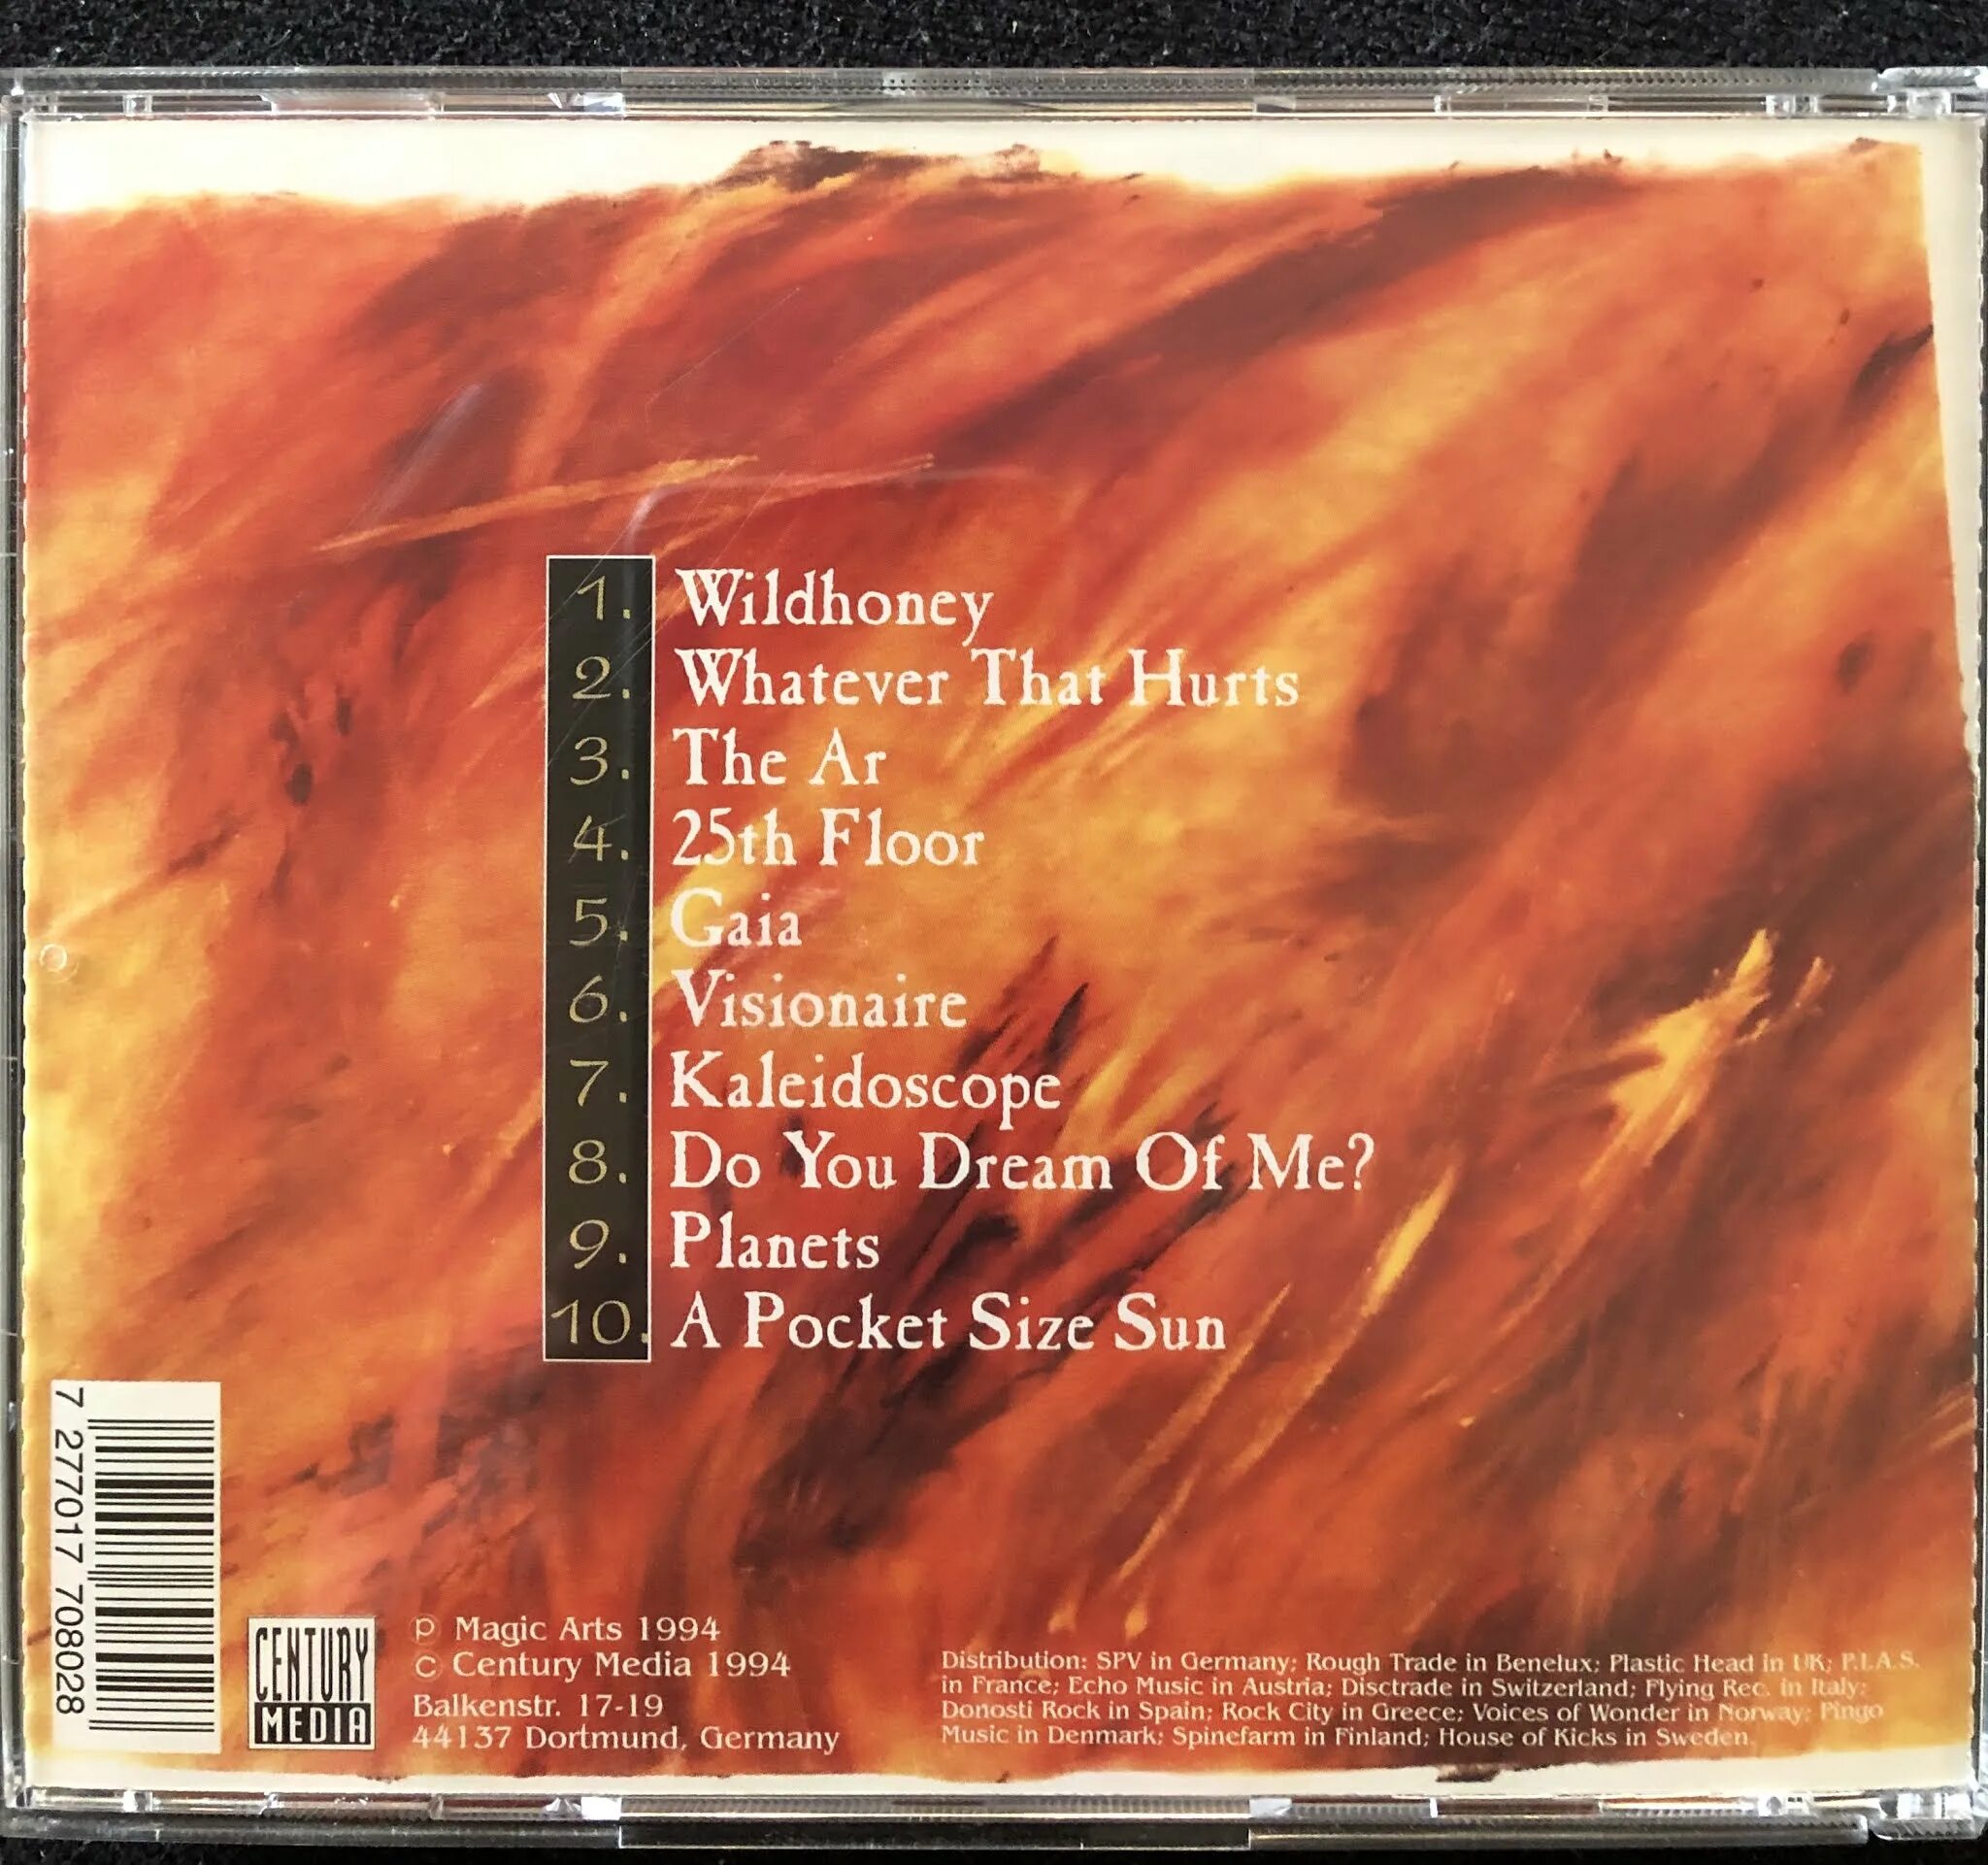 1. Wildhoney
2. Whatever That Hurts
3. The Ar
4. 25th Floor
5. Gaia
6. Visionaire
7. Kaleidoscope
8. Do You Dream Of Me?
9. Planets
10. A Pocket Size Sun
7 277017 708028
CENTURY
MEDIA
℗ Magic Arts 1994
© Century Media 1994
Balkenstr. 17-19
44137 Dortmund, Germany
Distribution: SPV in Germany; Rough Trade in Benelux; Plastic Head in UK; P.I.A.S.
in France; Echo Music in Austria; Disctrade in Switzerland; Flying Rec. in Italy;
Donosti Rock in Spain; Rock City in Greece; Voices of Wonder in Norway; Pingo
Music in Denmark; Spinefarm in Finland; House of Kicks in Sweden.